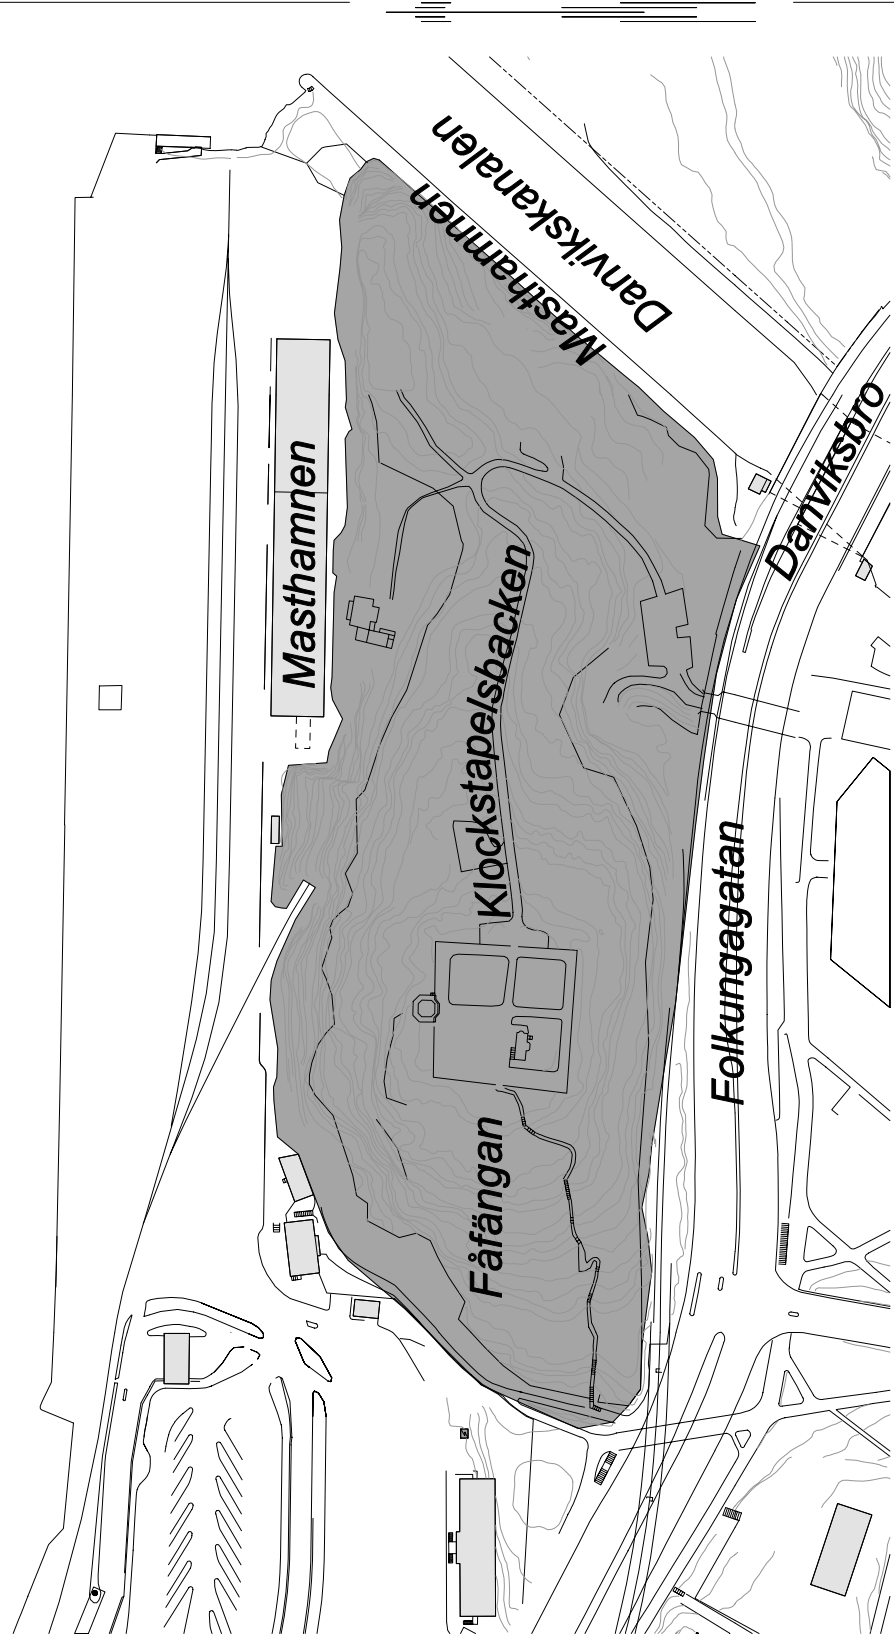 Danvikskanalen
Masthamnen
Danviksbro
Masthamnen
Klockstapelsbacken
Folkungagatan
Fåfängan